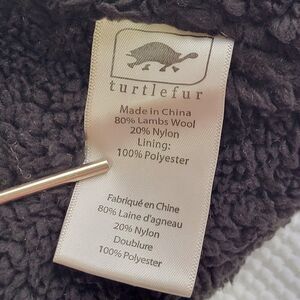 turtlefur
Made in China
80% Lambs Wool
20% Nylon
Lining:
100% Polyester
Fabriqué en Chine
80% Laine d'agneau
20% Nylon
Doublure
100% Polyester